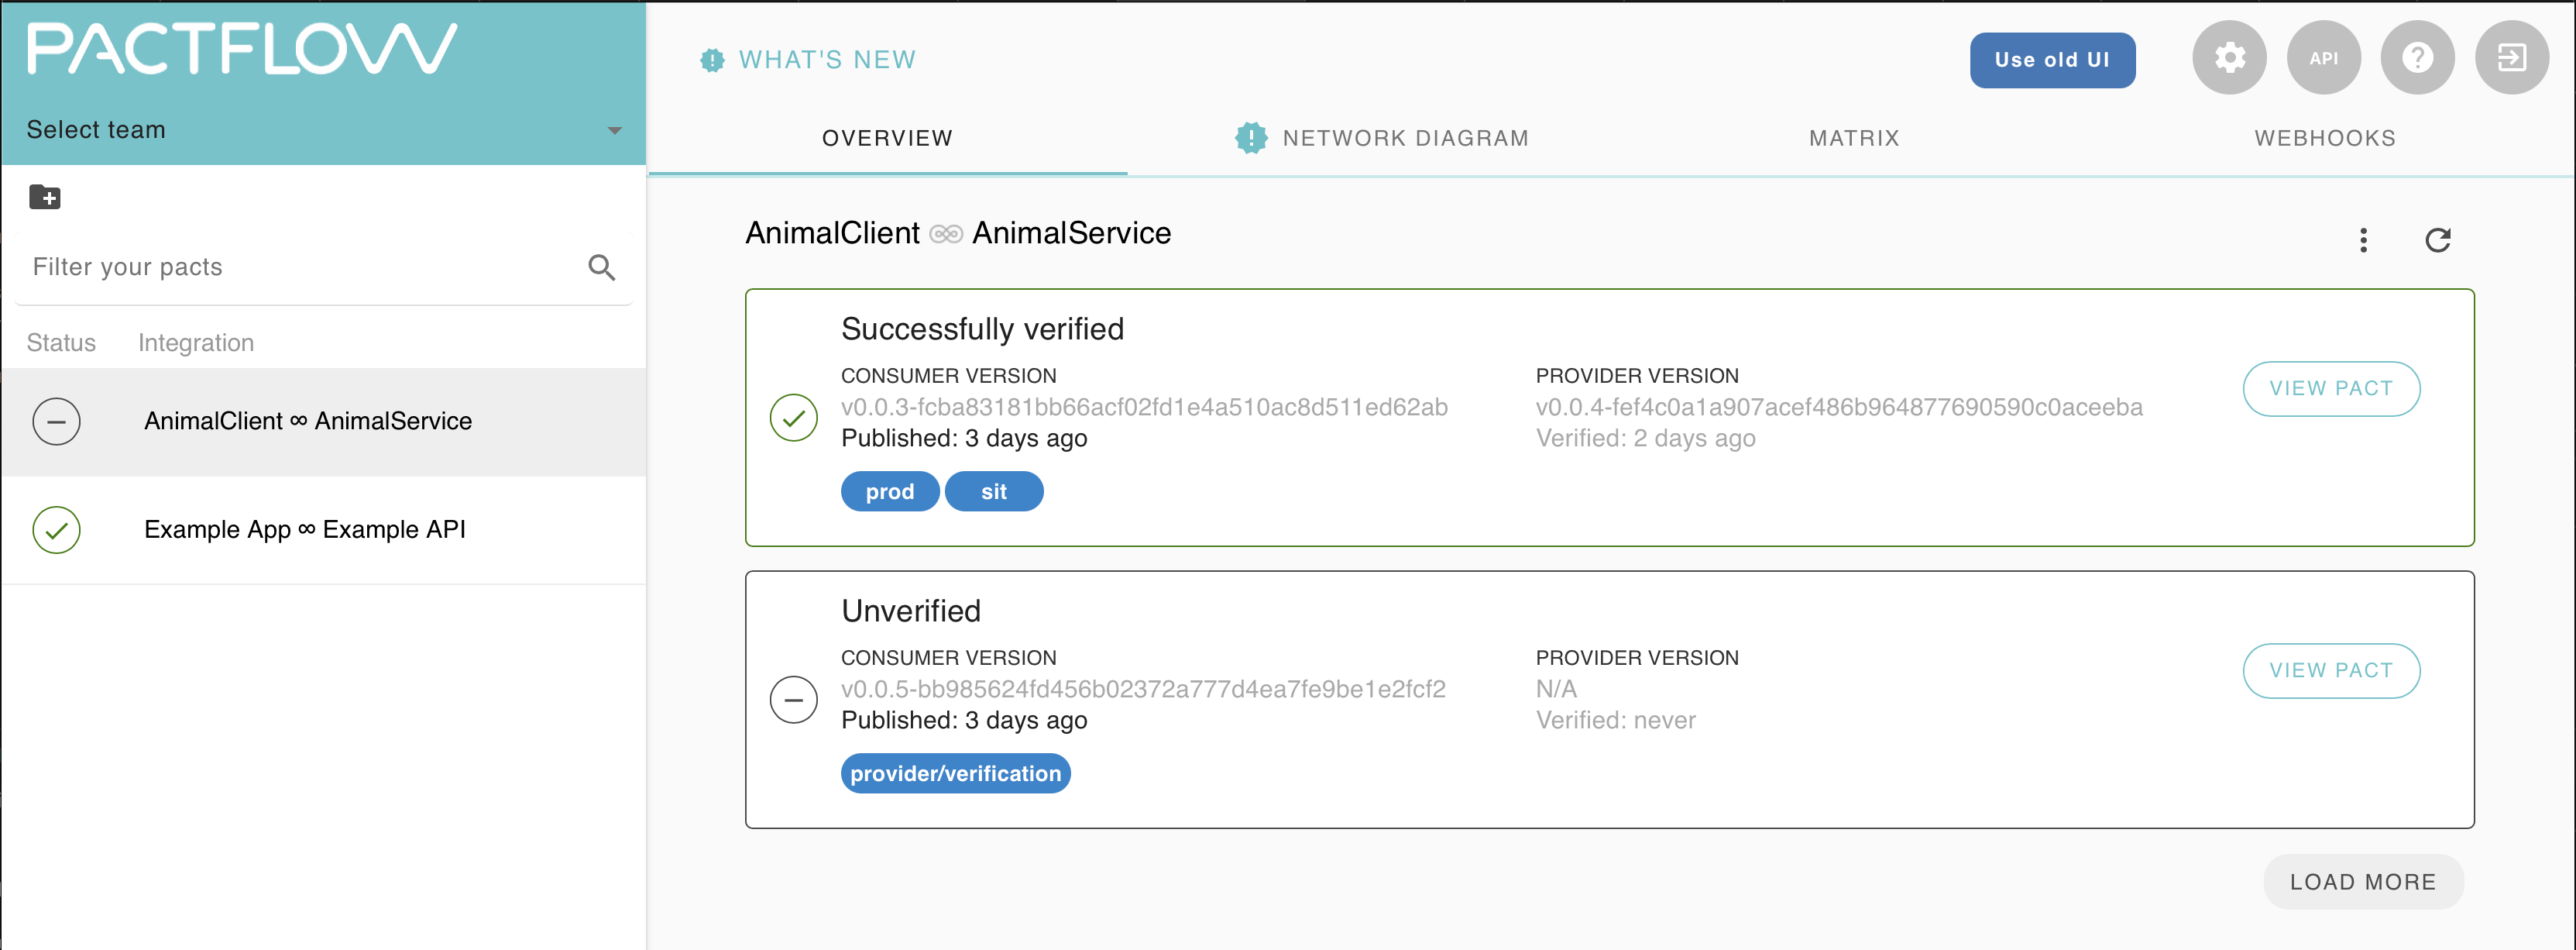 PACTFLOW
Select team
Filter your pacts
Status Integration
AnimalClient ∞ AnimalService
Example App ∞ Example API
WHAT'S NEW
Use old UI
API
?
OVERVIEW
NETWORK DIAGRAM
MATRIX
WEBHOOKS
AnimalClient AnimalService
Successfully verified
CONSUMER VERSION
v0.0.3-fcba83181bb66acf02fd1e4a510ac8d511ed62ab
Published: 3 days ago
prod sit
PROVIDER VERSION
v0.0.4-fef4c0a1a907acef486b964877690590c0aceeba
Verified: 2 days ago
VIEW PACT
Unverified
CONSUMER VERSION
v0.0.5-bb985624fd456b02372a777d4ea7fe9be1e2fcf2
Published: 3 days ago
provider/verification
PROVIDER VERSION
N/A
Verified: never
VIEW PACT
LOAD MORE